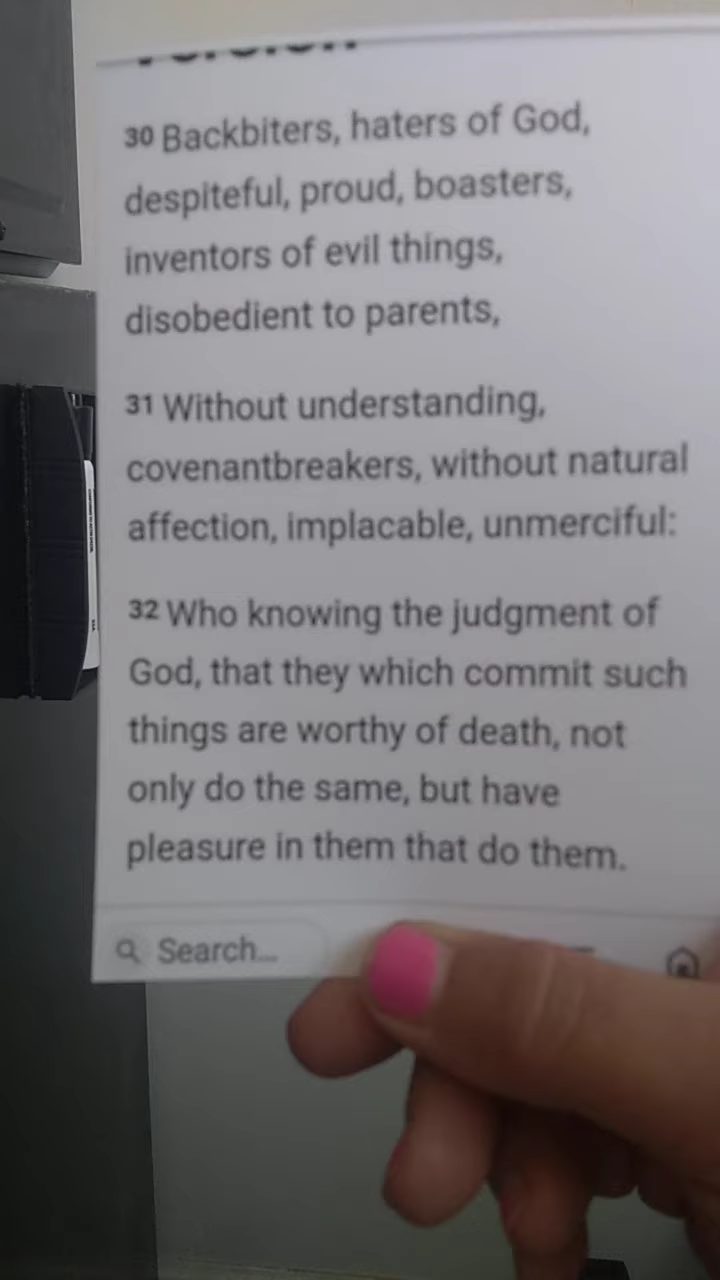 30 Backbiters, haters of God,
despiteful, proud, boasters,
inventors of evil things,
disobedient to parents,
31 Without understanding,
covenantbreakers, without natural
affection, implacable, unmerciful:
32 Who knowing the judgment of
God, that they which commit such
things are worthy of death, not
only do the same, but have
pleasure in them that do them.
Search...